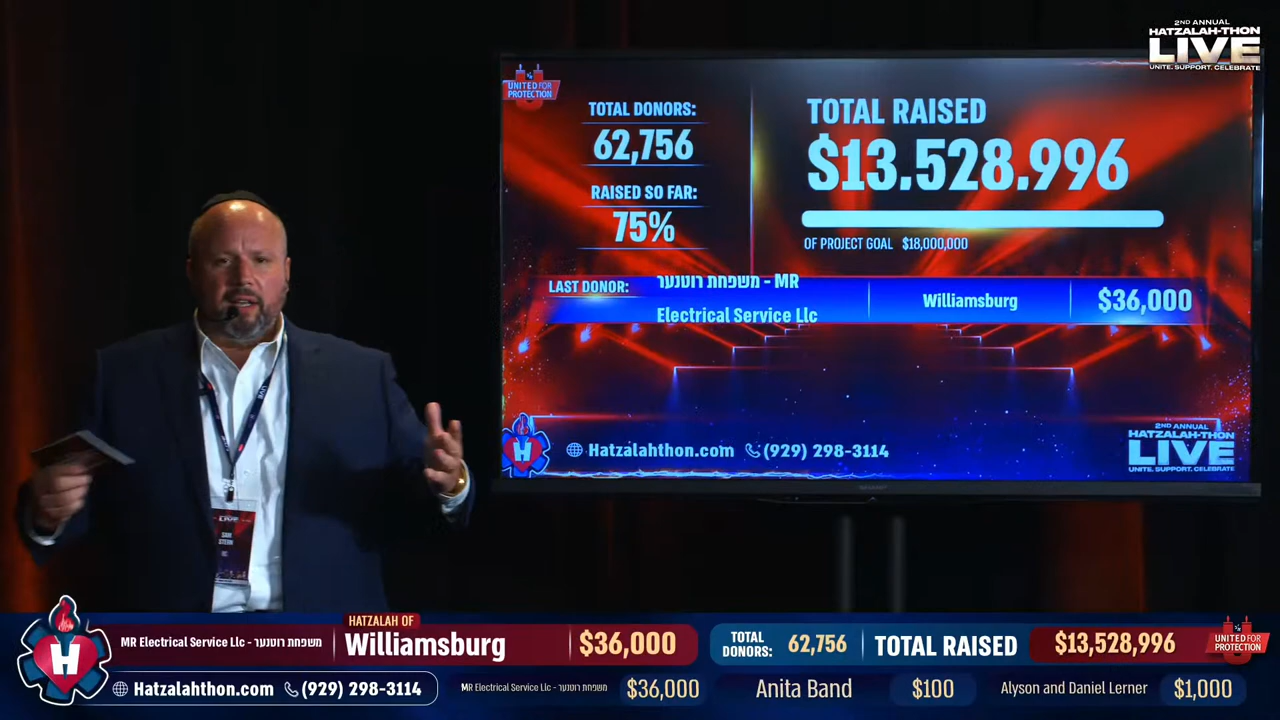 2ND ANNUAL
HATZALAH-THON
LIVE
UNITE. SUPPORT. CELEBRATE
UNITED FOR
PROTECTION
TOTAL DONORS:
62,756
RAISED SO FAR:
75%
TOTAL RAISED
$13.528.996
OF PROJECT GOAL $18,000,000
LAST DONOR:
משפחת רוטנער - MR
Electrical Service Llc
Williamsburg
$36,000
Hatzalahthon.com (929) 298-3114
2ND ANNUAL
HATZALAH-THON
LIVE
UNITE. SUPPORT. CELEBRATE
H
LIVE
LIVE
SAM
STERN
HATZALAH OF
MR Electrical Service Llc - משפחת רוטנער
Williamsburg
$36,000
TOTAL
DONORS:
62,756
TOTAL RAISED
$13,528,996
UNITED FOR
PROTECTION
H
Hatzalahthon.com (929) 298-3114
MR Electrical Service Llc - משפחת רוטנער $36,000
Anita Band $100
Alyson and Daniel Lerner $1,000